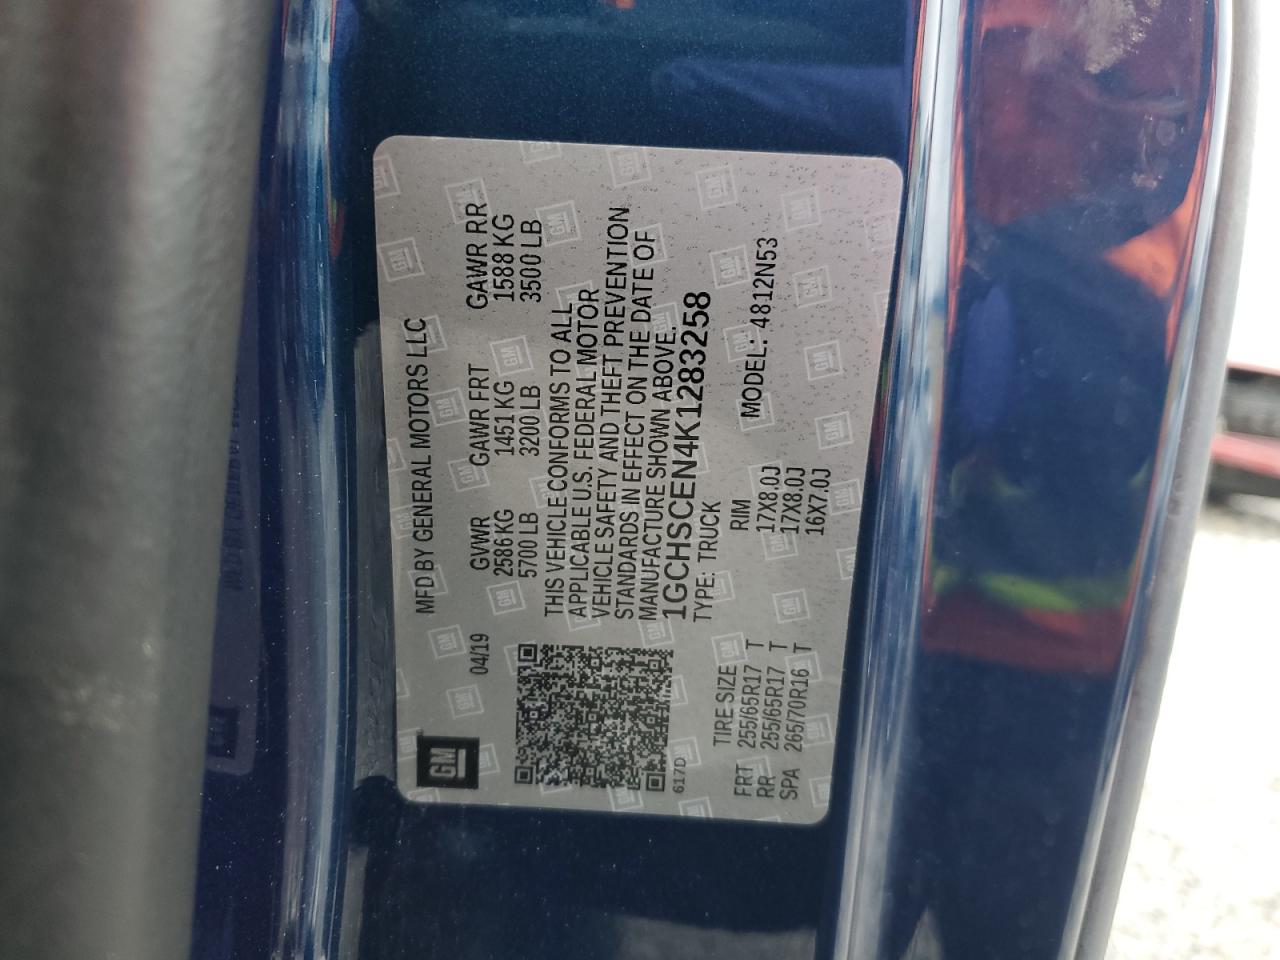 GM
MFD BY GENERAL MOTORS LLC
04/19
GVWR GAWR FRT GAWR RR
2586 KG 1451 KG 1588 KG
5700 LB 3200 LB 3500 LB
THIS VEHICLE CONFORMS TO ALL
APPLICABLE U.S. FEDERAL MOTOR
VEHICLE SAFETY AND THEFT PREVENTION
STANDARDS IN EFFECT ON THE DATE OF
MANUFACTURE SHOWN ABOVE.
1GCHSCEN4K1283258
617D
TYPE: TRUCK
MODEL: 4812N53
TIRE SIZE RIM
FRT 255/65R17 T 17X8.0J
RR 255/65R17 T 17X8.0J
SPA 265/70R16 T 16X7.0J